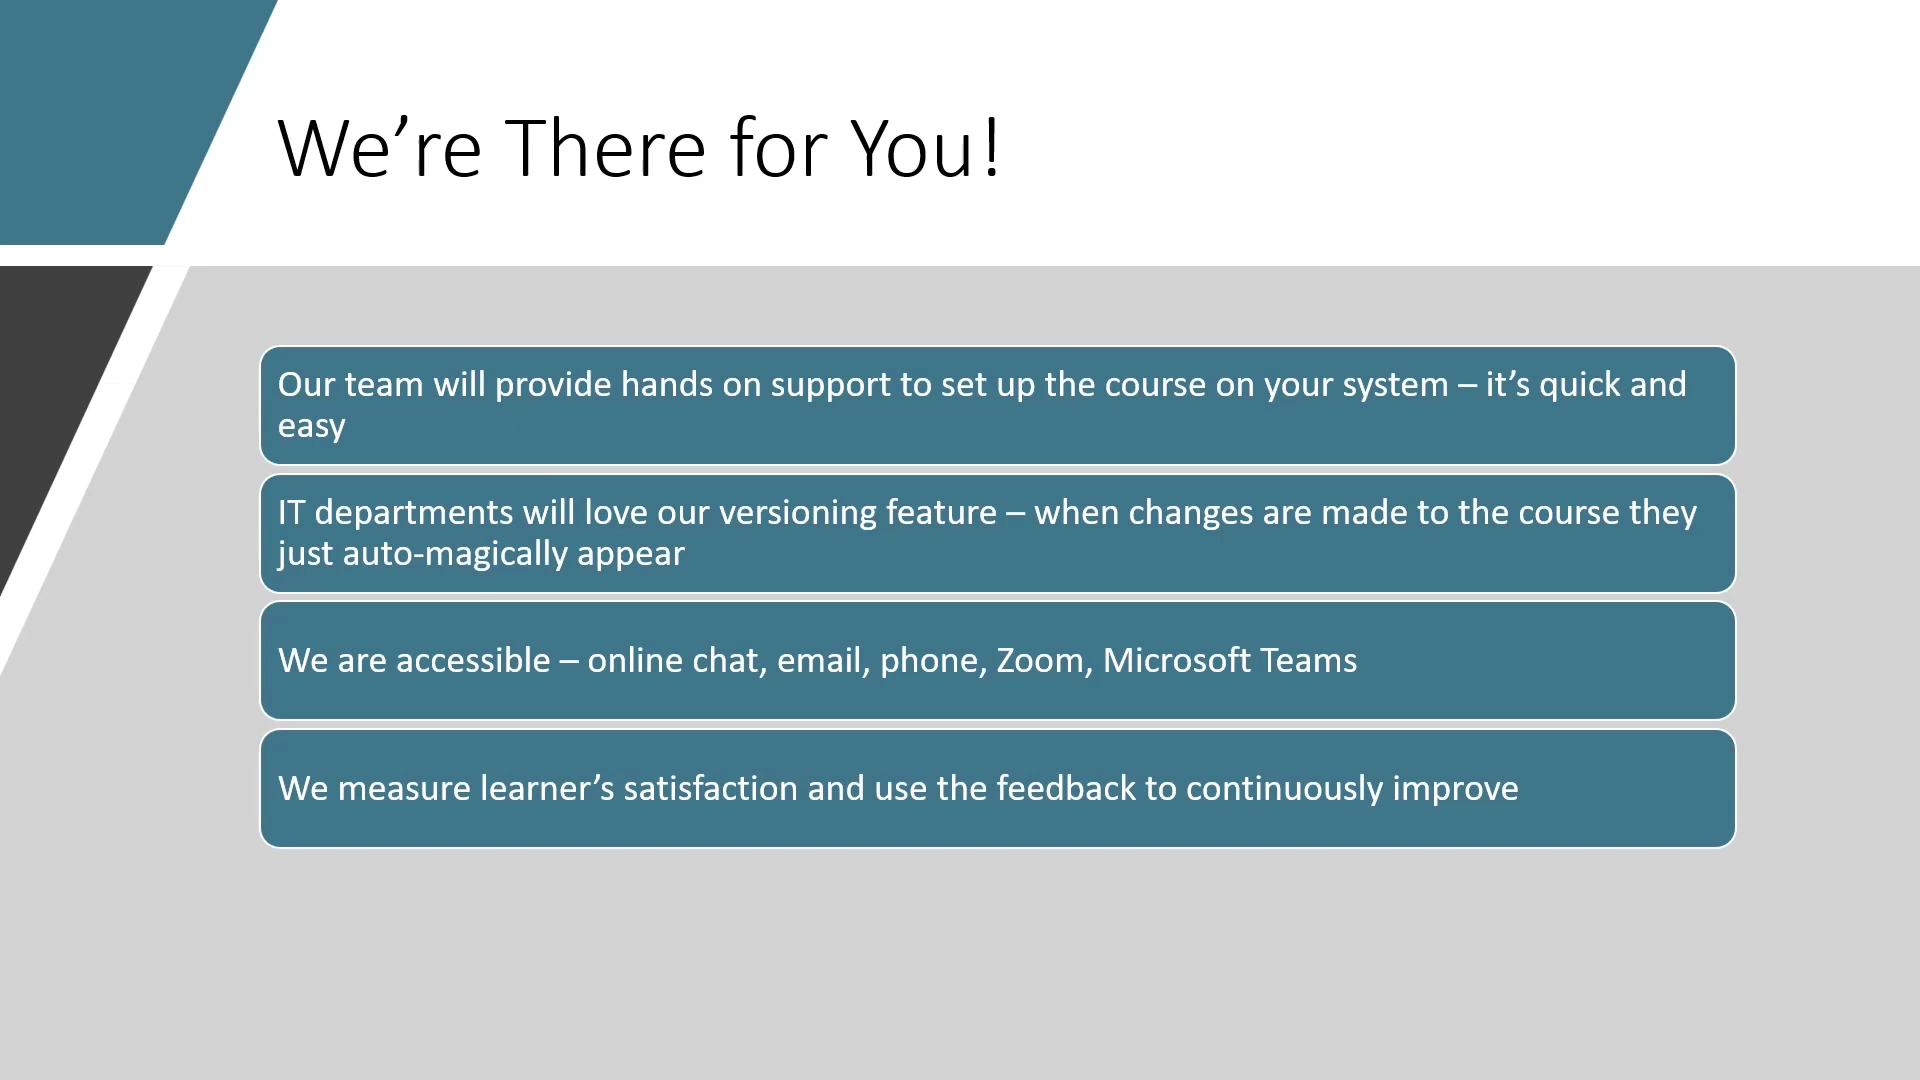 We’re There for You!
Our team will provide hands on support to set up the course on your system – it’s quick and
easy
IT departments will love our versioning feature – when changes are made to the course they
just auto-magically appear
We are accessible – online chat, email, phone, Zoom, Microsoft Teams
We measure learner’s satisfaction and use the feedback to continuously improve